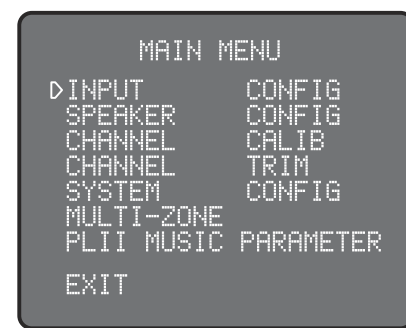 MAIN MENU
INPUT CONFIG
SPEAKER CONFIG
CHANNEL CALIB
CHANNEL TRIM
SYSTEM CONFIG
MULTI-ZONE
PLII MUSIC PARAMETER
EXIT